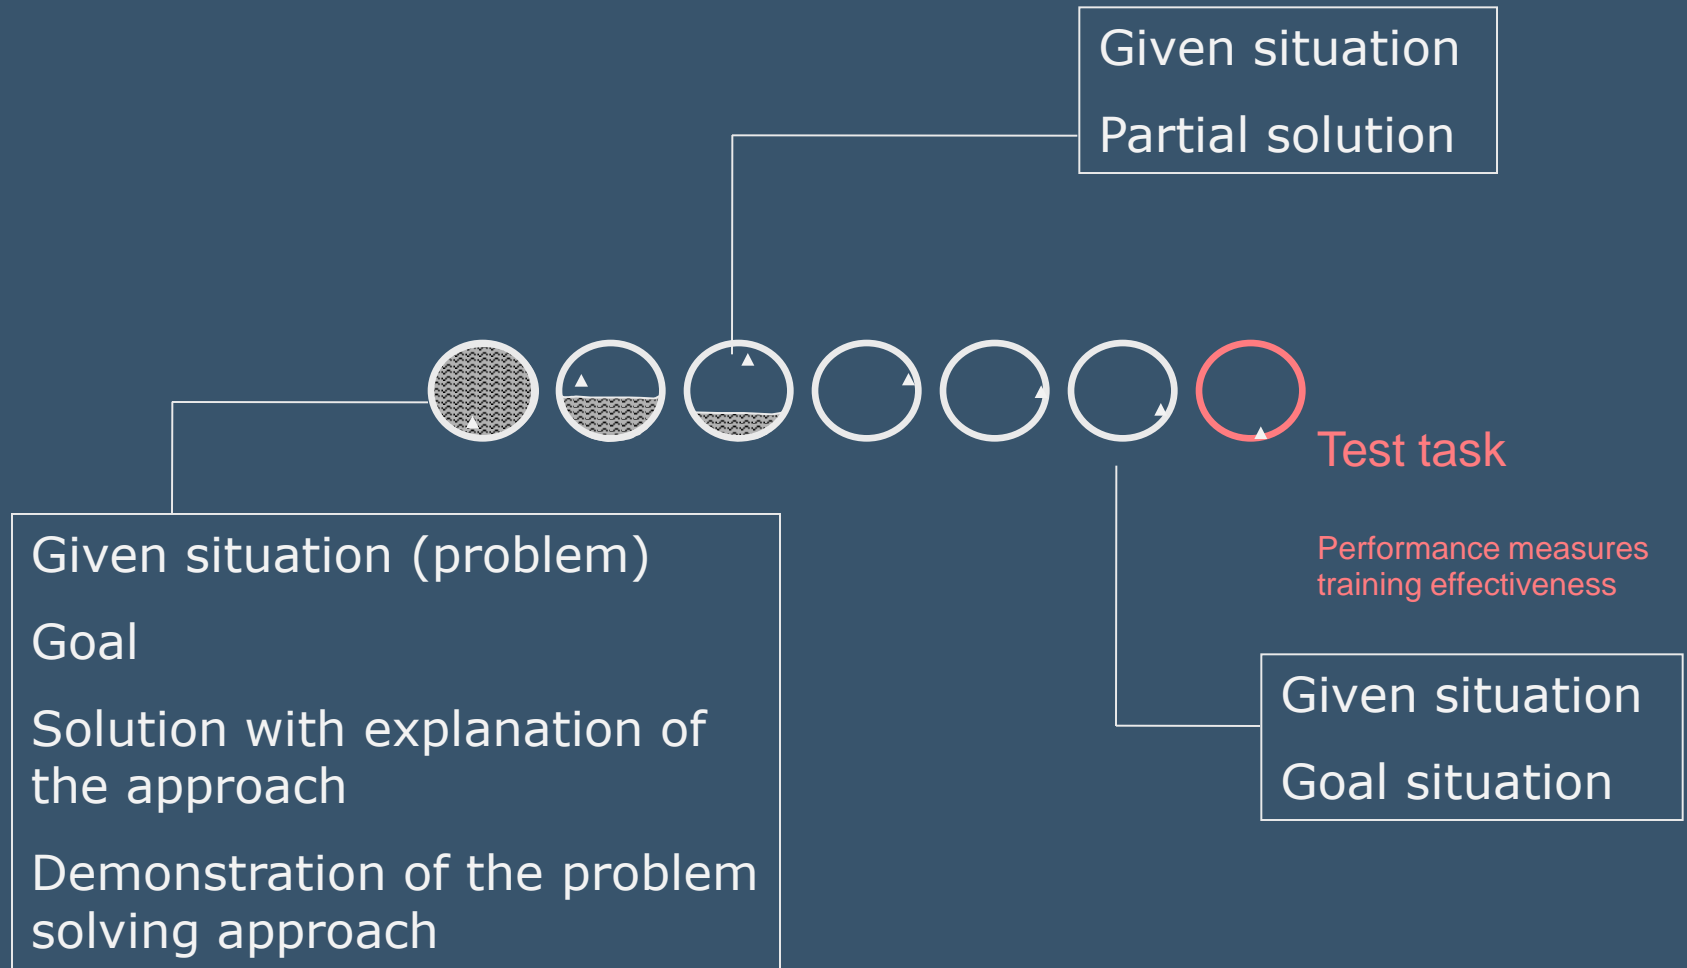 Given situation
Partial solution
Test task
Performance measures
training effectiveness
Given situation (problem)
Goal
Solution with explanation of
the approach
Demonstration of the problem
solving approach
Given situation
Goal situation